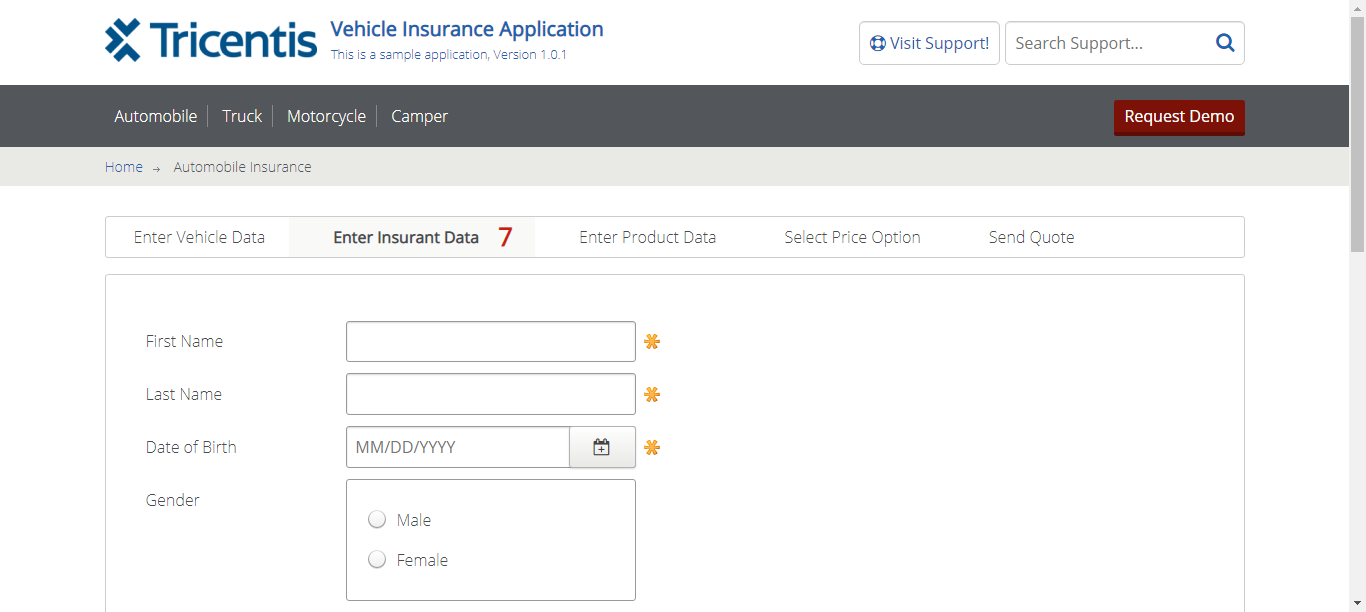 Tricentis
Vehicle Insurance Application
This is a sample application, Version 1.0.1
Visit Support!
Search Support...
Automobile
Truck
Motorcycle
Camper
Request Demo
Home → Automobile Insurance
Enter Vehicle Data
Enter Insurant Data 7
Enter Product Data
Select Price Option
Send Quote
First Name
Last Name
Date of Birth
MM/DD/YYYY
Gender
Male
Female